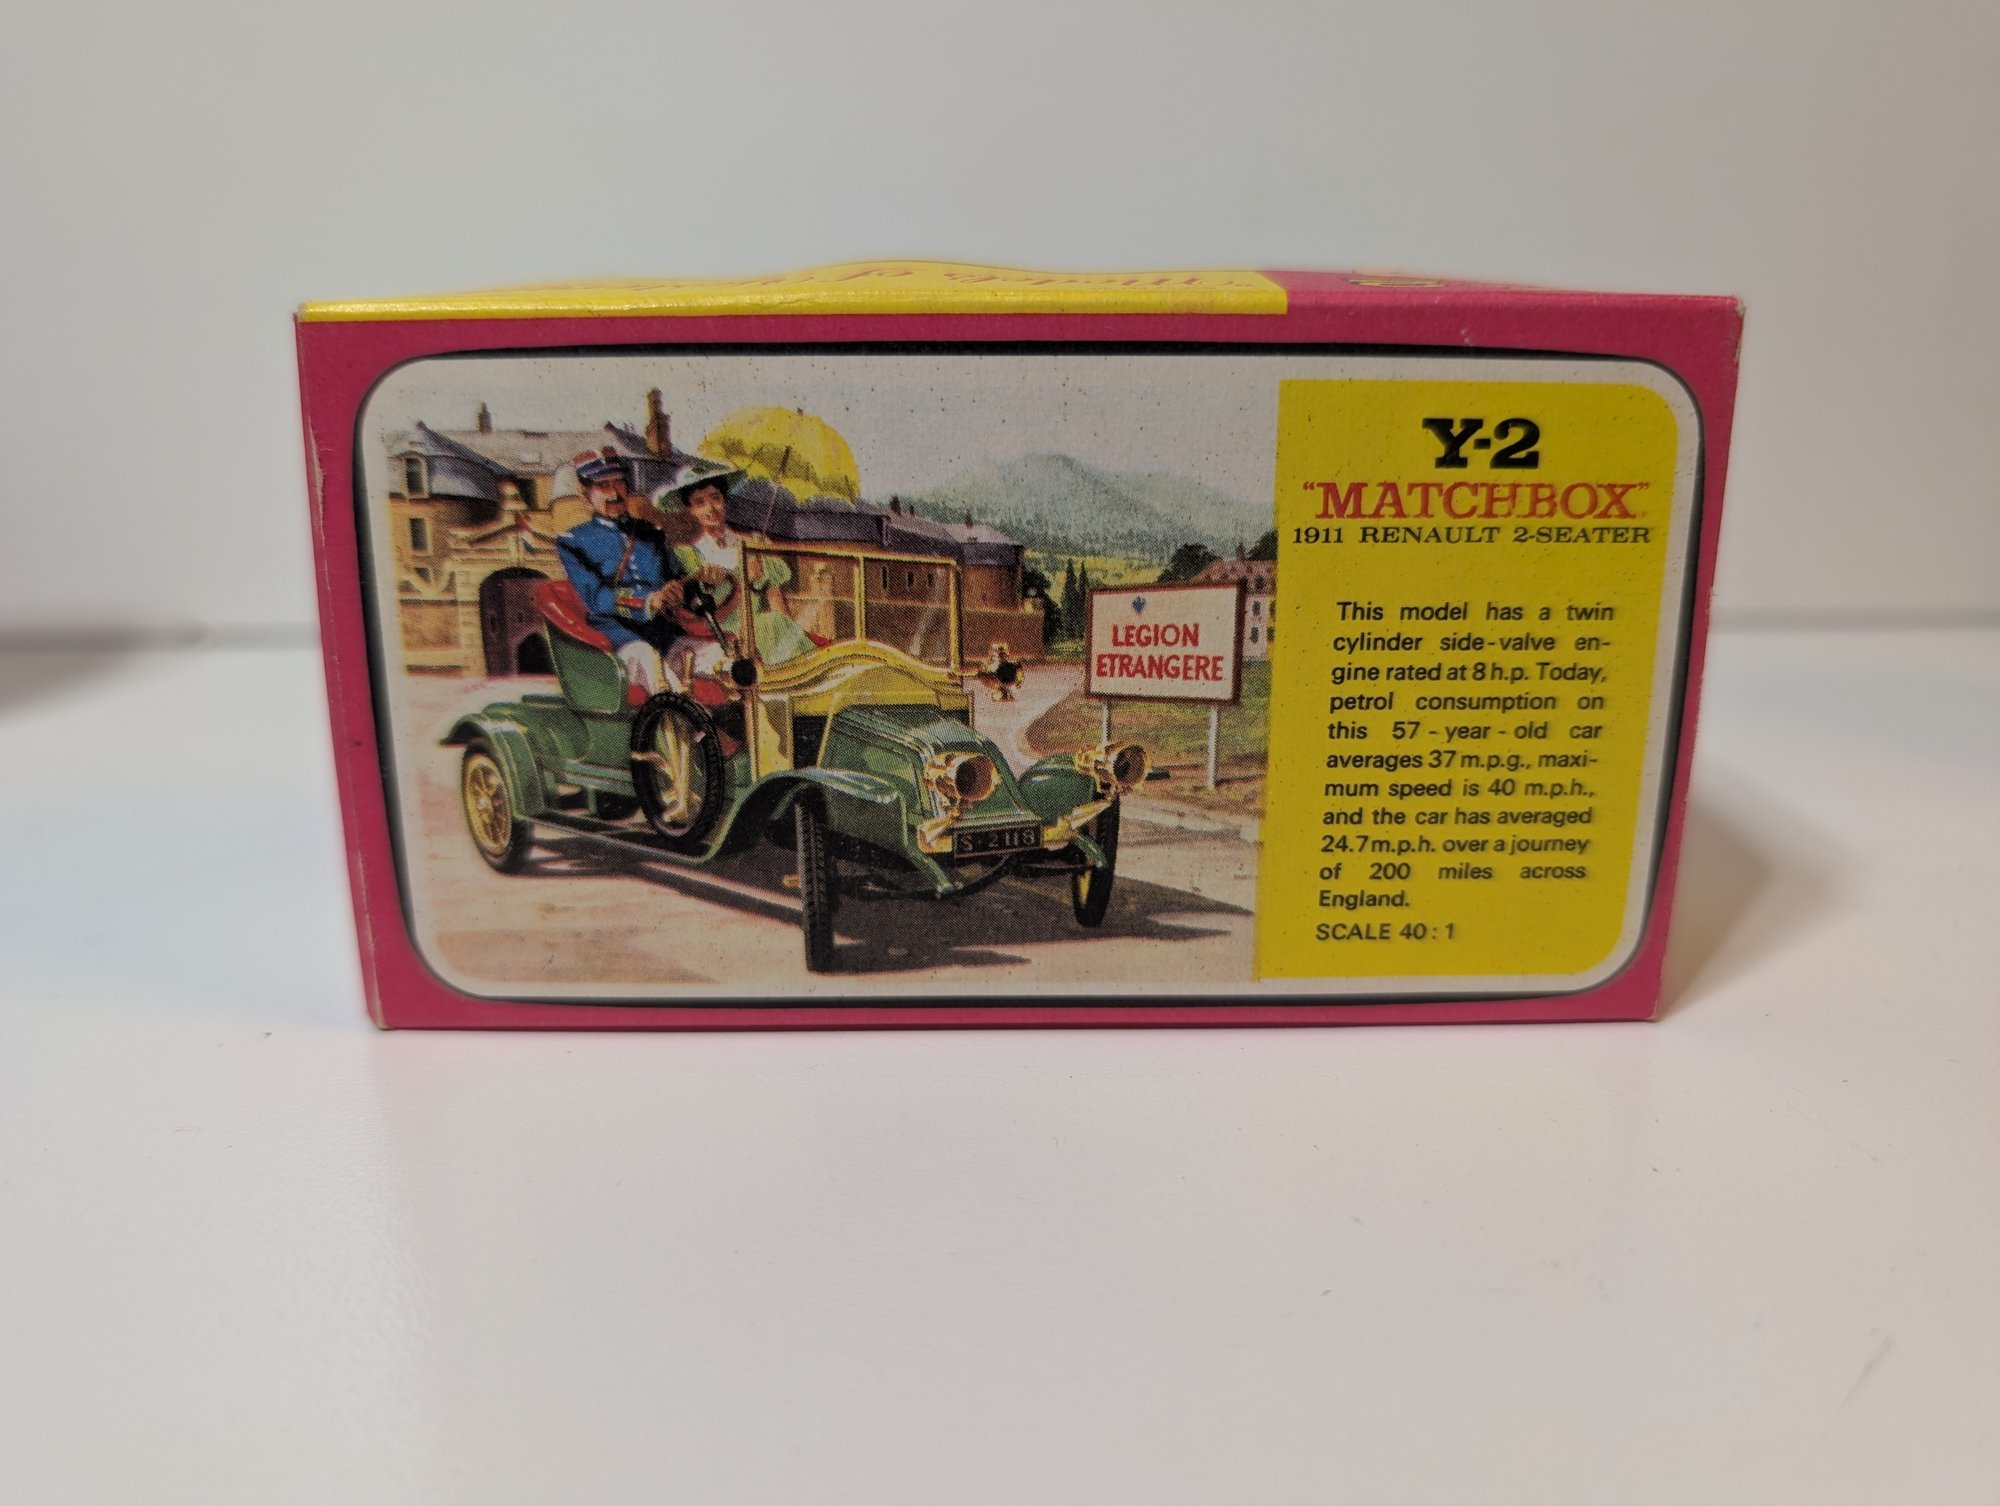 "Models of
Y-2
"MATCHBOX"
1911 RENAULT 2-SEATER
This model has a twin
cylinder side-valve en-
gine rated at 8 h.p. Today,
petrol consumption on
this 57-year-old car
averages 37 m.p.g., maxi-
mum speed is 40 m.p.h.,
and the car has averaged
24.7 m.p.h. over a journey
of 200 miles across
England.
SCALE 40:1
LEGION
ETRANGERE
S·2118